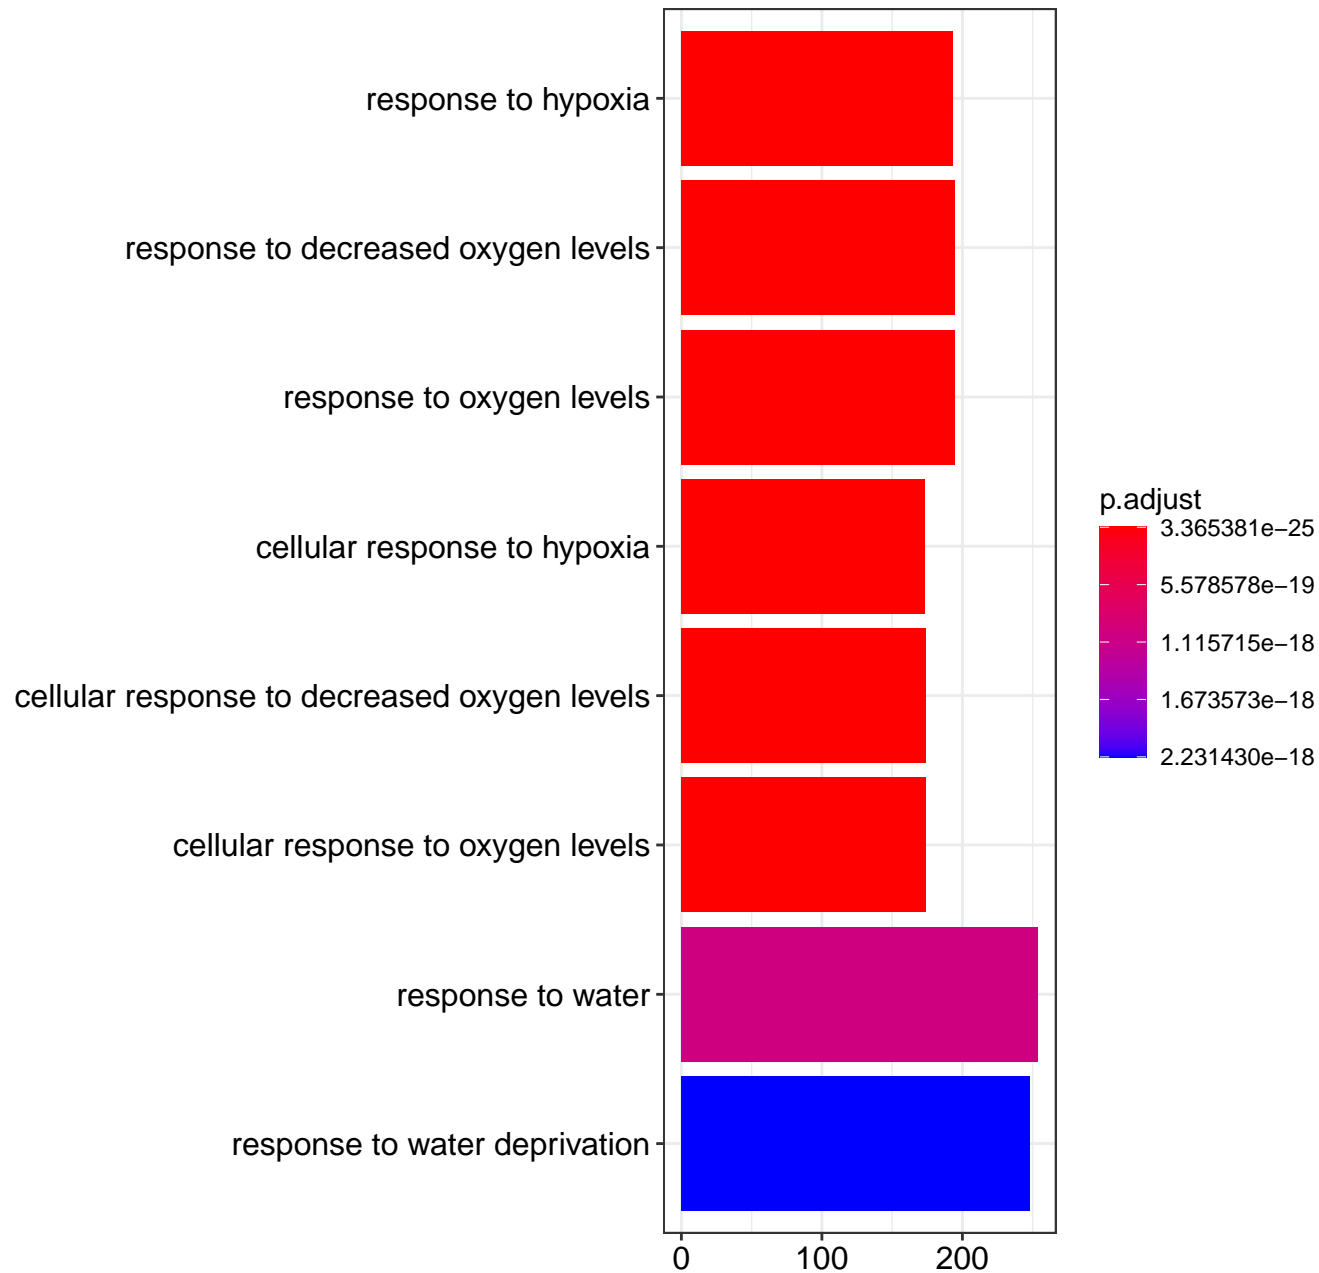 response to hypoxia
response to decreased oxygen levels
response to oxygen levels
cellular response to hypoxia
cellular response to decreased oxygen levels
cellular response to oxygen levels
response to water
response to water deprivation
0 100 200
p.adjust
3.365381e−25
5.578578e−19
1.115715e−18
1.673573e−18
2.231430e−18